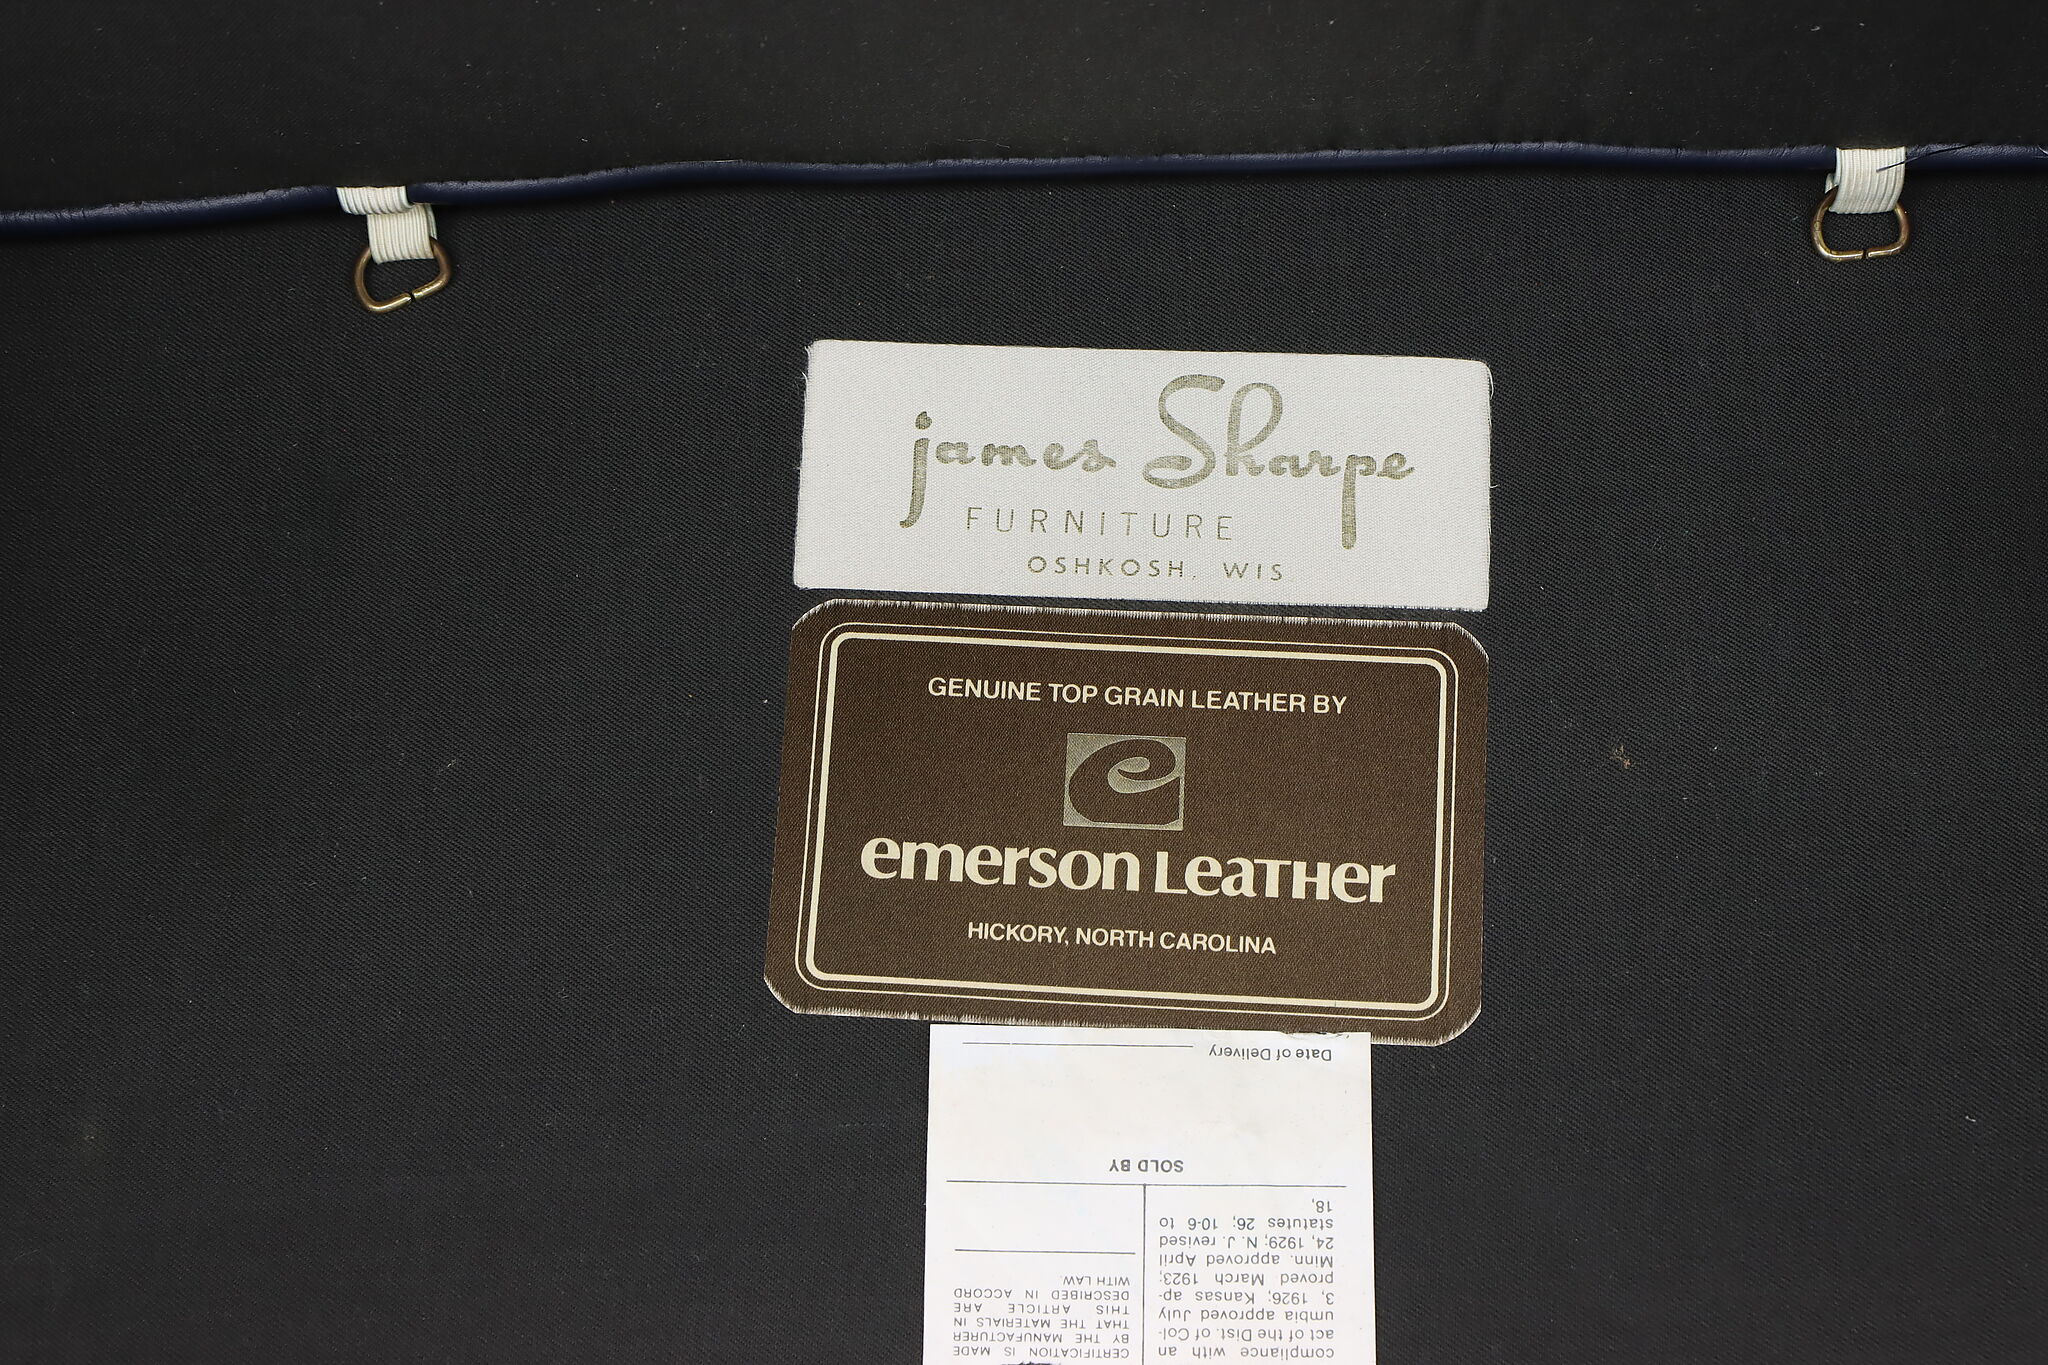 james Sharpe
FURNITURE
OSHKOSH, WIS
GENUINE TOP GRAIN LEATHER BY
e
emerson Leather
HICKORY, NORTH CAROLINA
compliance with an
act of the Dist. of Col-
umbia approved July
3, 1926; Kansas ap-
proved March 1923;
Minn. approved April
24, 1929; N. J. revised
statutes 26; 10-6 to
18,
CERTIFICATION IS MADE
BY THE MANUFACTURER
THAT THE MATERIALS IN
THIS ARTICLE ARE
DESCRIBED IN ACCORD
WITH LAW.
SOLD BY
Date of Delivery